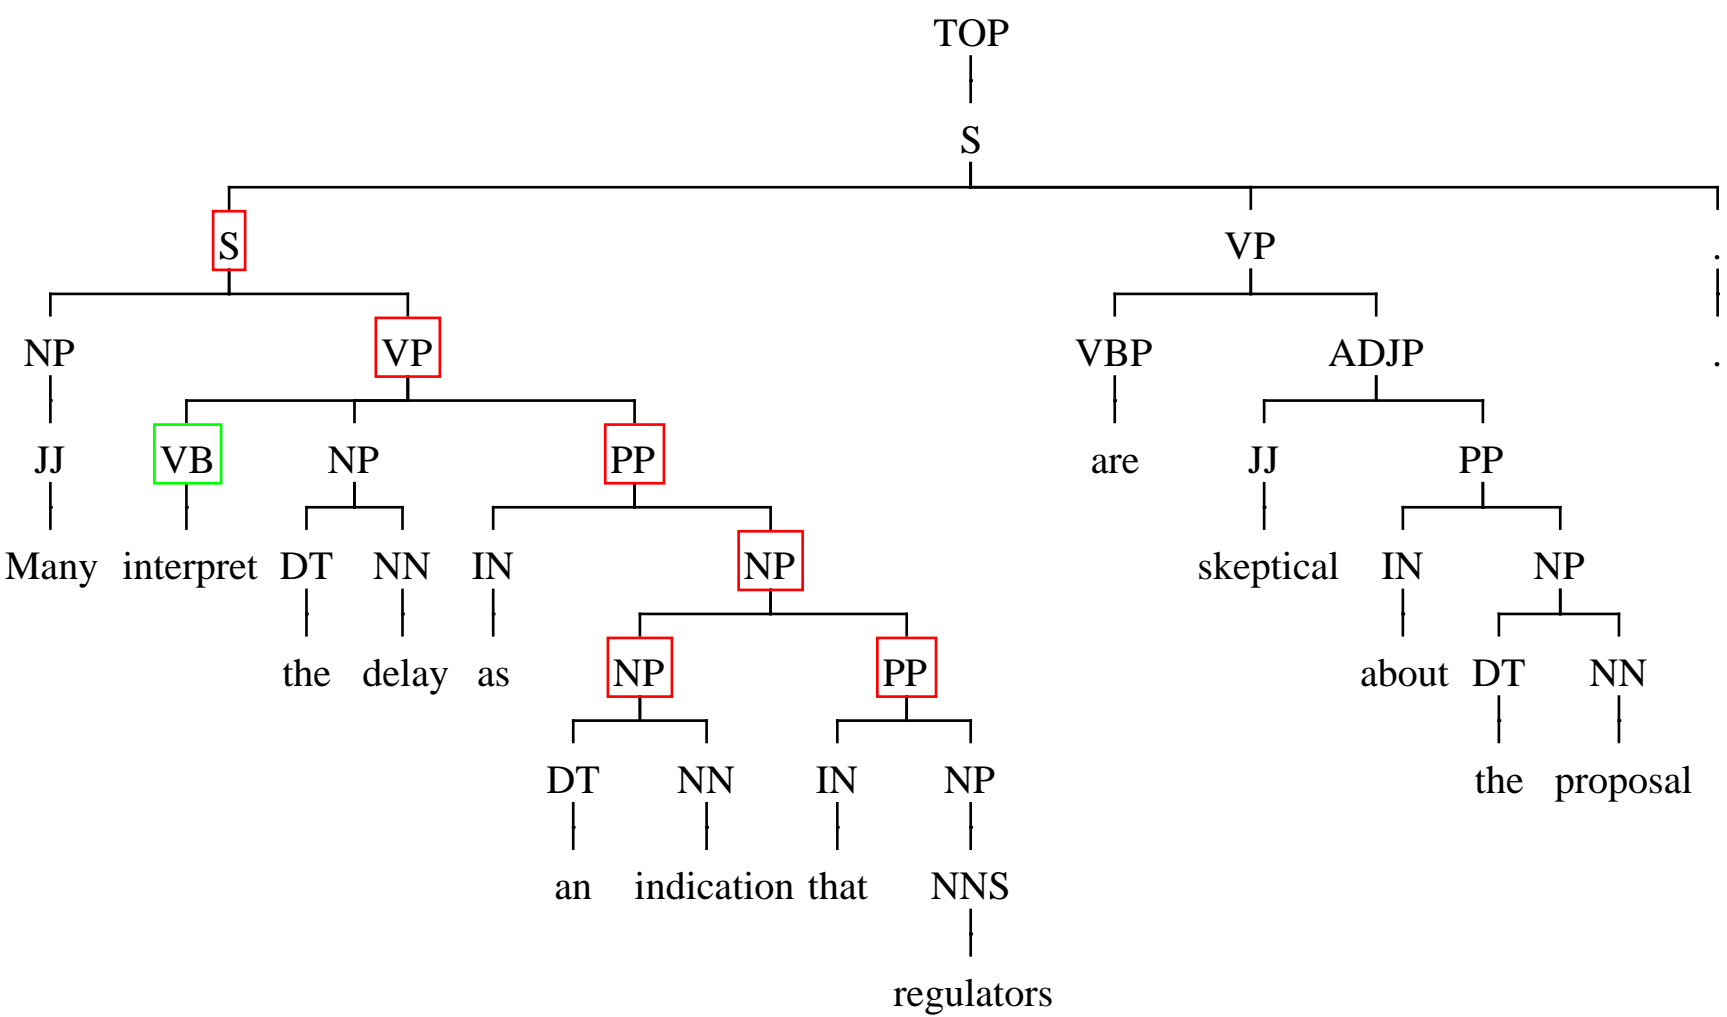 TOP
S
S VP .
NP VP VBP ADJP .
JJ VB NP PP are JJ PP
Many interpret DT NN IN NP skeptical IN NP
the delay as NP PP about DT NN
DT NN IN NP the proposal
an indication that NNS
regulators